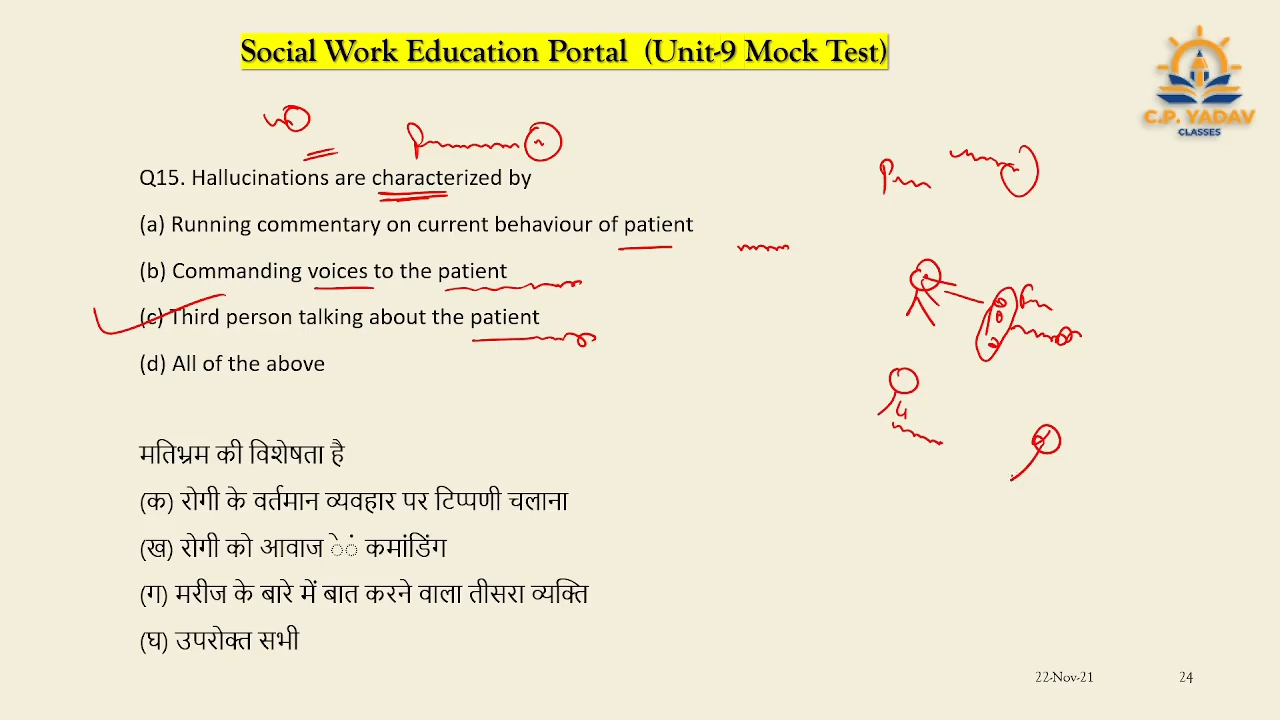 Social Work Education Portal (Unit-9 Mock Test)
C.P. YADAV
CLASSES
Q15. Hallucinations are characterized by
(a) Running commentary on current behaviour of patient
(b) Commanding voices to the patient
(c) Third person talking about the patient
(d) All of the above
मतिभ्रम की विशेषता है
(क) रोगी के वर्तमान व्यवहार पर टिप्पणी चलाना
(ख) रोगी को आवाज ें कमांडिंग
(ग) मरीज के बारे में बात करने वाला तीसरा व्यक्ति
(घ) उपरोक्त सभी
22-Nov-21
24